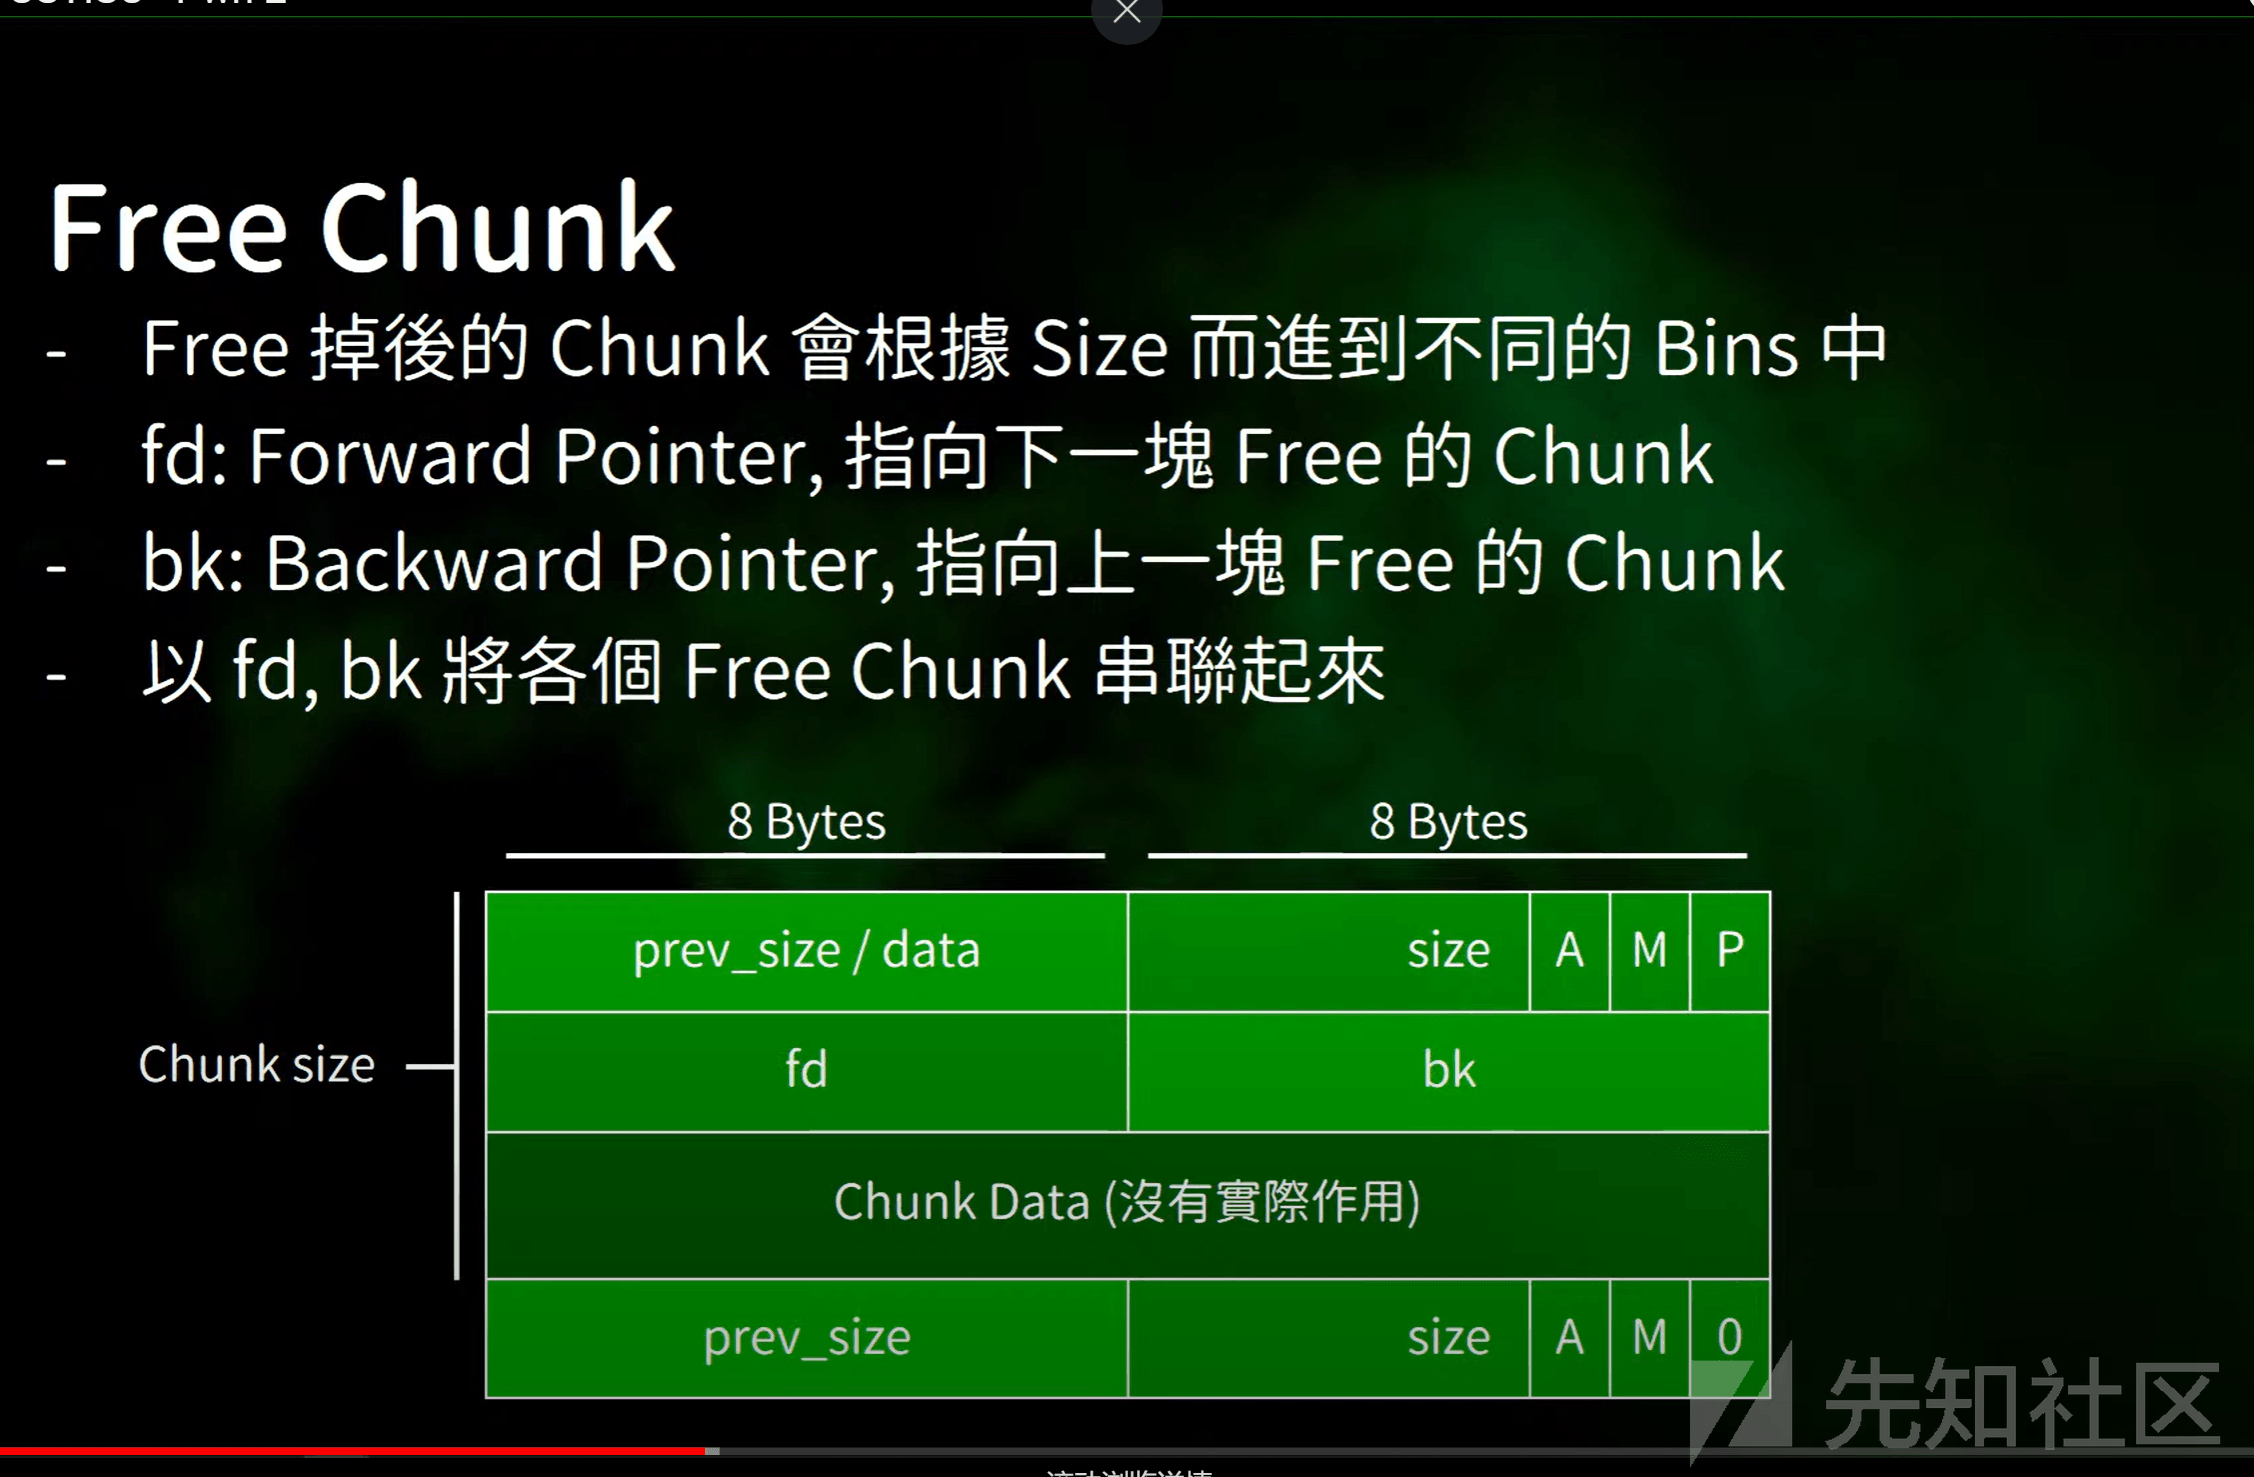 Free Chunk
- Free 掉後的 Chunk 會根據 Size 而進到不同的 Bins 中
- fd: Forward Pointer, 指向下一塊 Free 的 Chunk
- bk: Backward Pointer, 指向上一塊 Free 的 Chunk
- 以 fd, bk 將各個 Free Chunk 串聯起來
8 Bytes 8 Bytes
prev_size / data size A M P
Chunk size
fd bk
Chunk Data (沒有實際作用)
prev_size size A M 0
先知社区